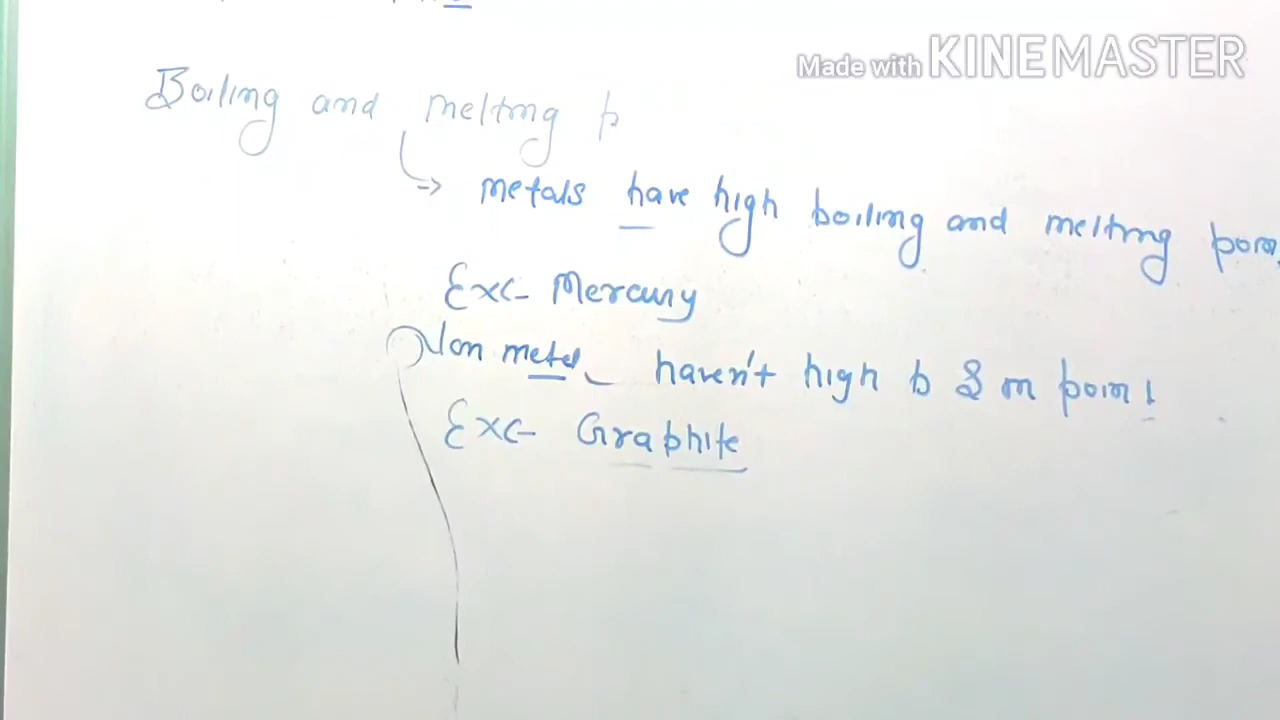 Made with KINEMASTER
Boiling and melting p
metals have high boiling and melting poin
Exc- Mercury
Non metal haven't high b & m point
Exc- Graphite